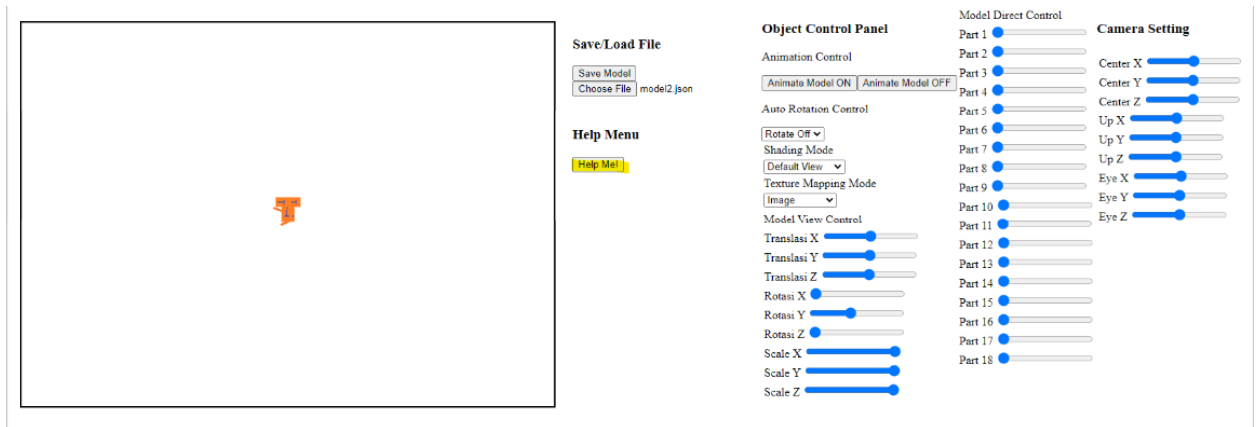 Save/Load File
Save Model
Choose File model2.json
Help Menu
Help Me!
Object Control Panel
Animation Control
Animate Model ON Animate Model OFF
Auto Rotation Control
Rotate Off
Shading Mode
Default View
Texture Mapping Mode
Image
Model View Control
Translasi X
Translasi Y
Translasi Z
Rotasi X
Rotasi Y
Rotasi Z
Scale X
Scale Y
Scale Z
Model Direct Control
Part 1
Part 2
Part 3
Part 4
Part 5
Part 6
Part 7
Part 8
Part 9
Part 10
Part 11
Part 12
Part 13
Part 14
Part 15
Part 16
Part 17
Part 18
Camera Setting
Center X
Center Y
Center Z
Up X
Up Y
Up Z
Eye X
Eye Y
Eye Z